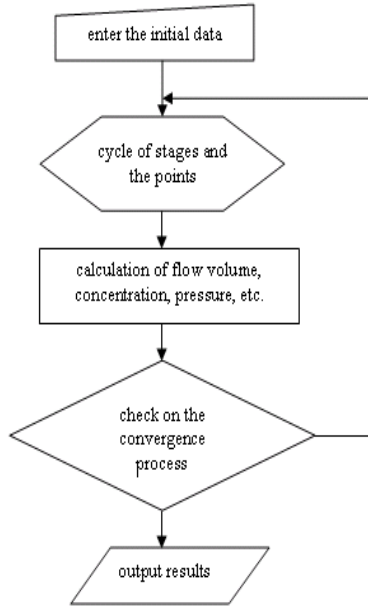 enter the initial data
cycle of stages and
the points
calculation of flow volume,
concentration, pressure, etc.
check on the
convergence
process
output results